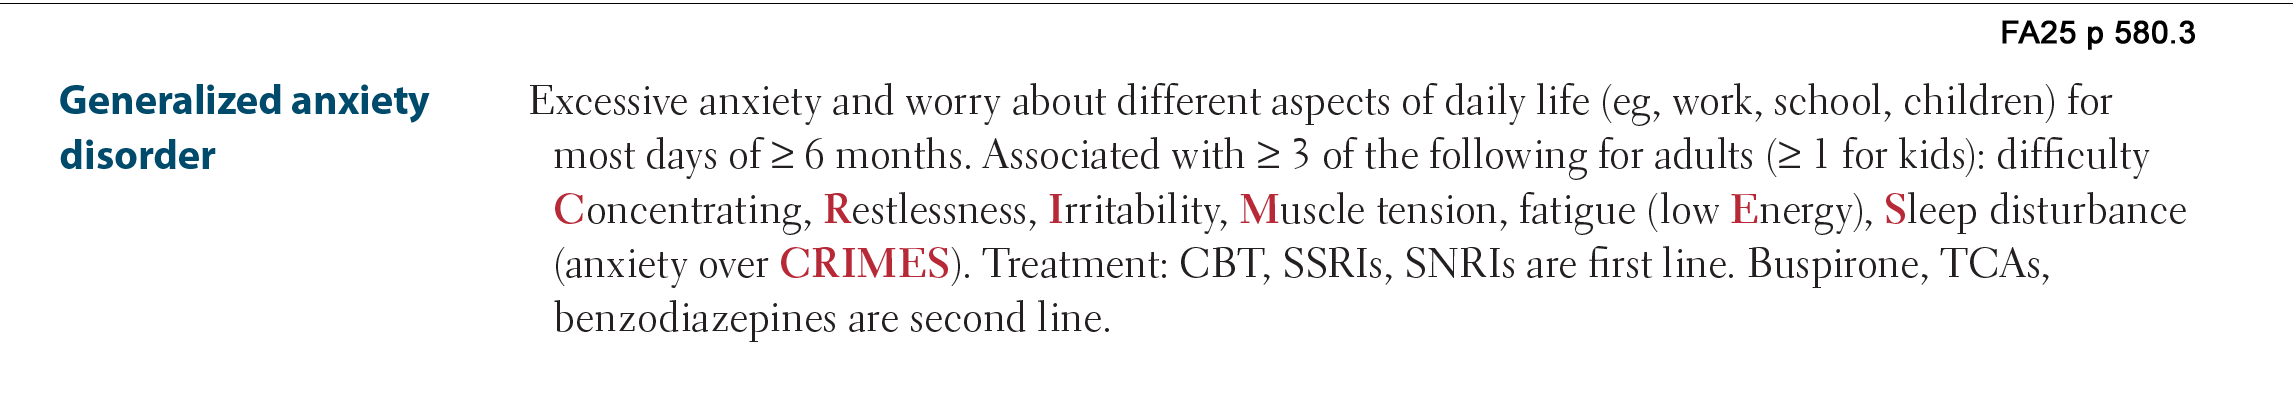 FA25 p 580.3
Generalized anxiety
disorder
Excessive anxiety and worry about different aspects of daily life (eg, work, school, children) for
most days of ≥ 6 months. Associated with ≥ 3 of the following for adults (≥ 1 for kids): difficulty
Concentrating, Restlessness, Irritability, Muscle tension, fatigue (low Energy), Sleep disturbance
(anxiety over CRIMES). Treatment: CBT, SSRIs, SNRIs are first line. Buspirone, TCAs,
benzodiazepines are second line.